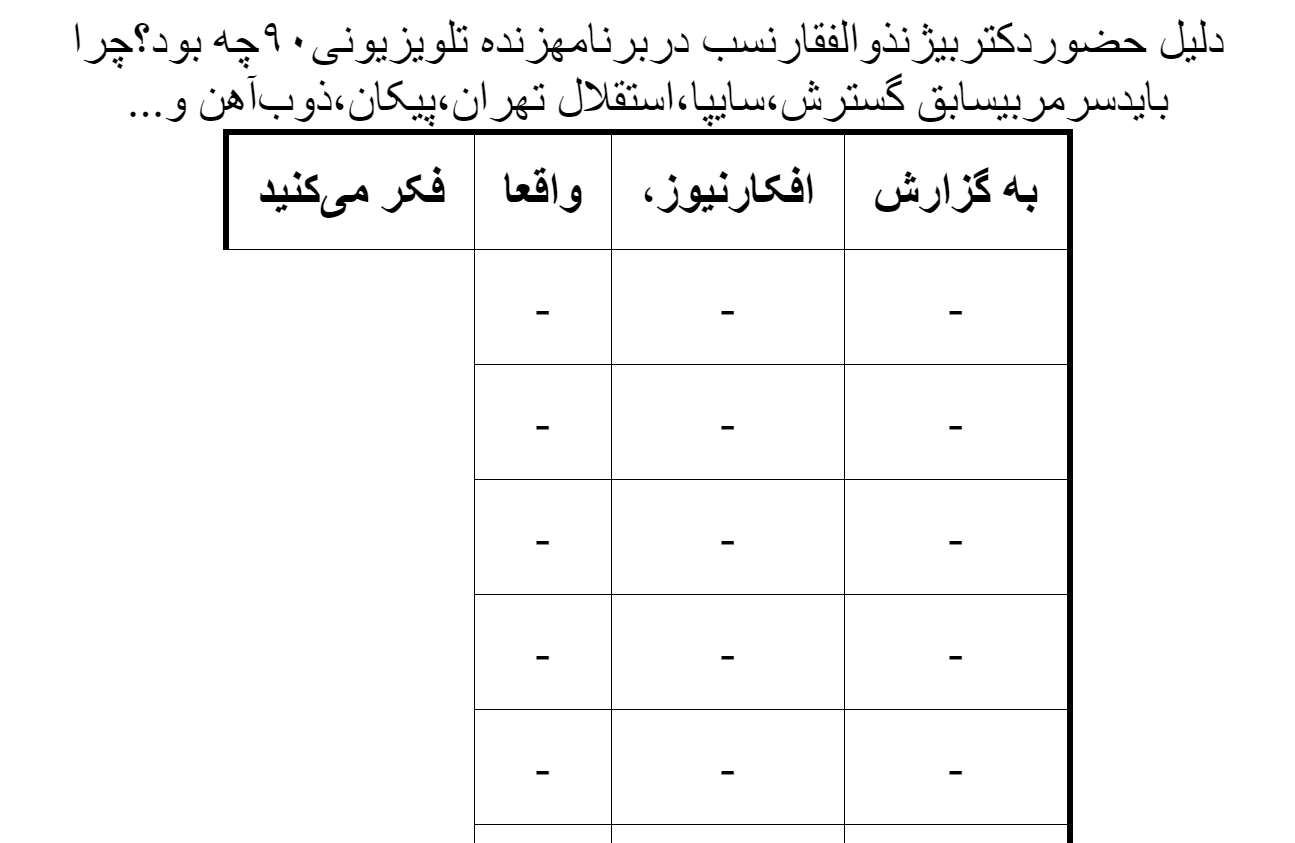 دلیل حضوردکتربیژنذوالفقارنسب دربرنامهزنده تلویزیونی۹۰چه بود؟چرا
بایدسرمربیسابق گسترش،سایپا،استقلال تهران،پیکان،ذوب‌آهن و...
به گزارش افکارنیوز، واقعا فکر می‌کنید
- - -
- - -
- - -
- - -
- - -